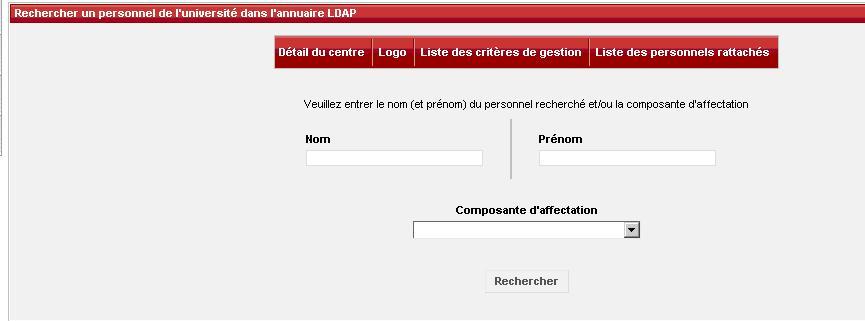 Rechercher un personnel de l'université dans l'annuaire LDAP
Détail du centre Logo Liste des critères de gestion Liste des personnels rattachés
Veuillez entrer le nom (et prénom) du personnel recherché et/ou la composante d'affectation
Nom Prénom
Composante d'affectation
Rechercher